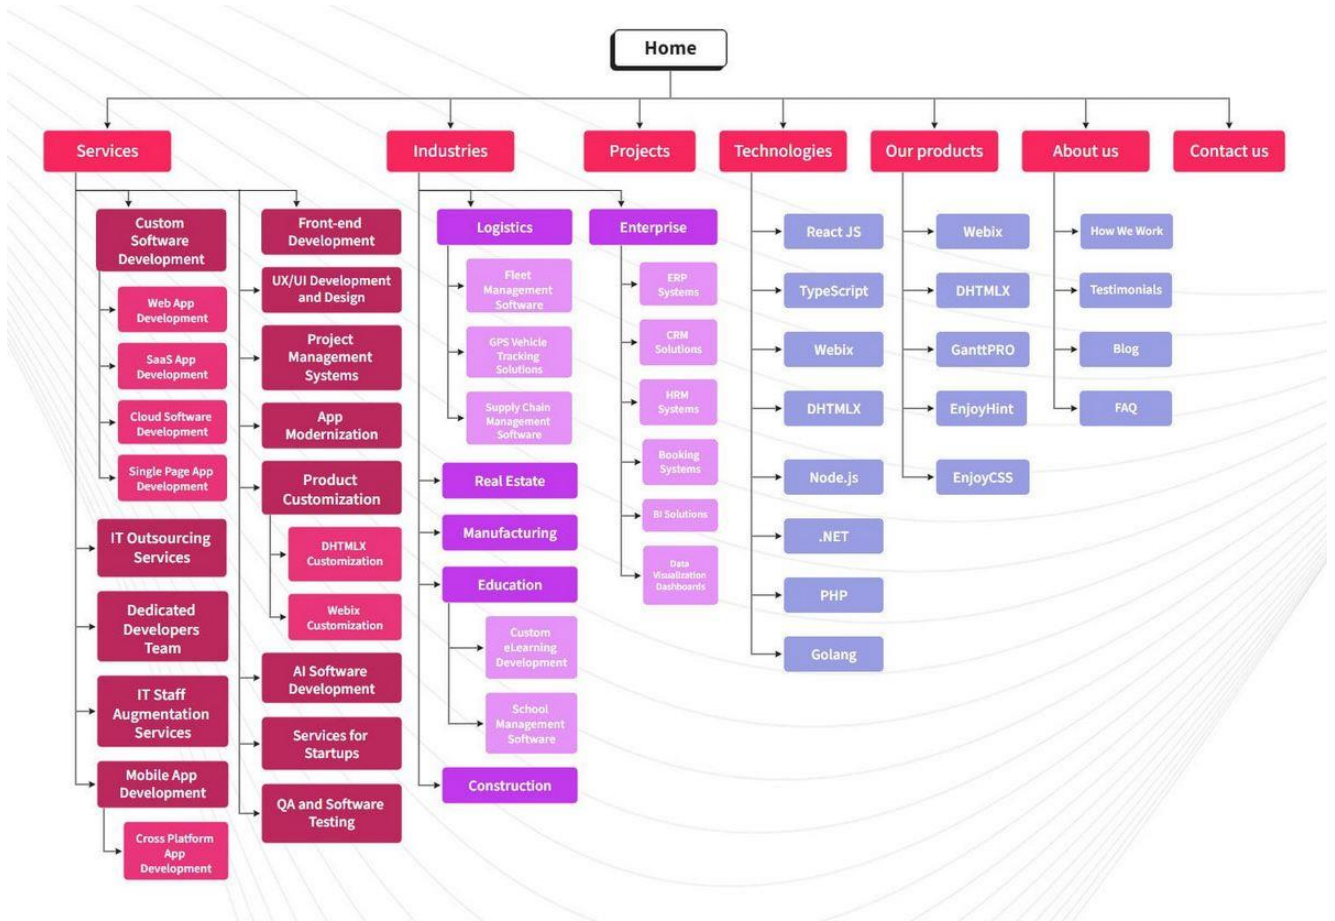 Home
Services
Industries
Projects
Technologies
Our products
About us
Contact us
Custom
Software
Development
Web App
Development
SaaS App
Development
Cloud Software
Development
Single Page App
Development
IT Outsourcing
Services
Dedicated
Developers
Team
IT Staff
Augmentation
Services
Mobile App
Development
Cross Platform
App
Development
Front-end
Development
UX/UI Development
and Design
Project
Management
Systems
App
Modernization
Product
Customization
DHTMLX
Customization
Webix
Customization
AI Software
Development
Services for
Startups
QA and Software
Testing
Logistics
Fleet
Management
Software
GPS Vehicle
Tracking
Solutions
Supply Chain
Management
Software
Real Estate
Manufacturing
Education
Custom
eLearning
Development
School
Management
Software
Construction
Enterprise
ERP
Systems
CRM
Solutions
HRM
Systems
Booking
Systems
BI Solutions
Data
Visualization
Dashboards
React JS
TypeScript
Webix
DHTMLX
Node.js
.NET
PHP
Golang
Webix
DHTMLX
GanttPRO
EnjoyHint
EnjoyCSS
How We Work
Testimonials
Blog
FAQ